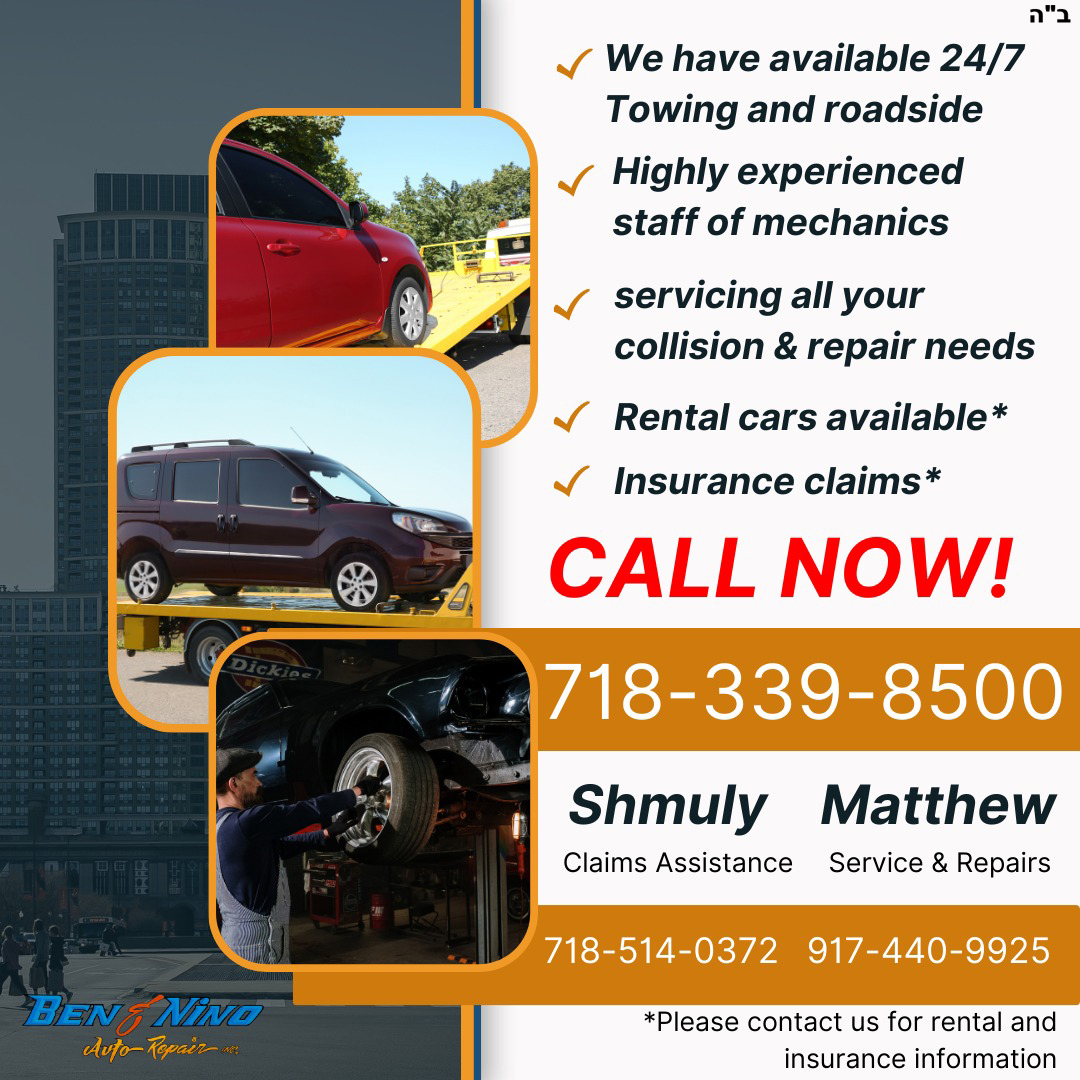 ב"ה
We have available 24/7
Towing and roadside
Highly experienced
staff of mechanics
servicing all your
collision & repair needs
Rental cars available*
Insurance claims*
CALL NOW!
718-339-8500
Shmuly Matthew
Claims Assistance Service & Repairs
718-514-0372 917-440-9925
*Please contact us for rental and
insurance information
Dickies
BEN & NINO
Auto Repair .NET